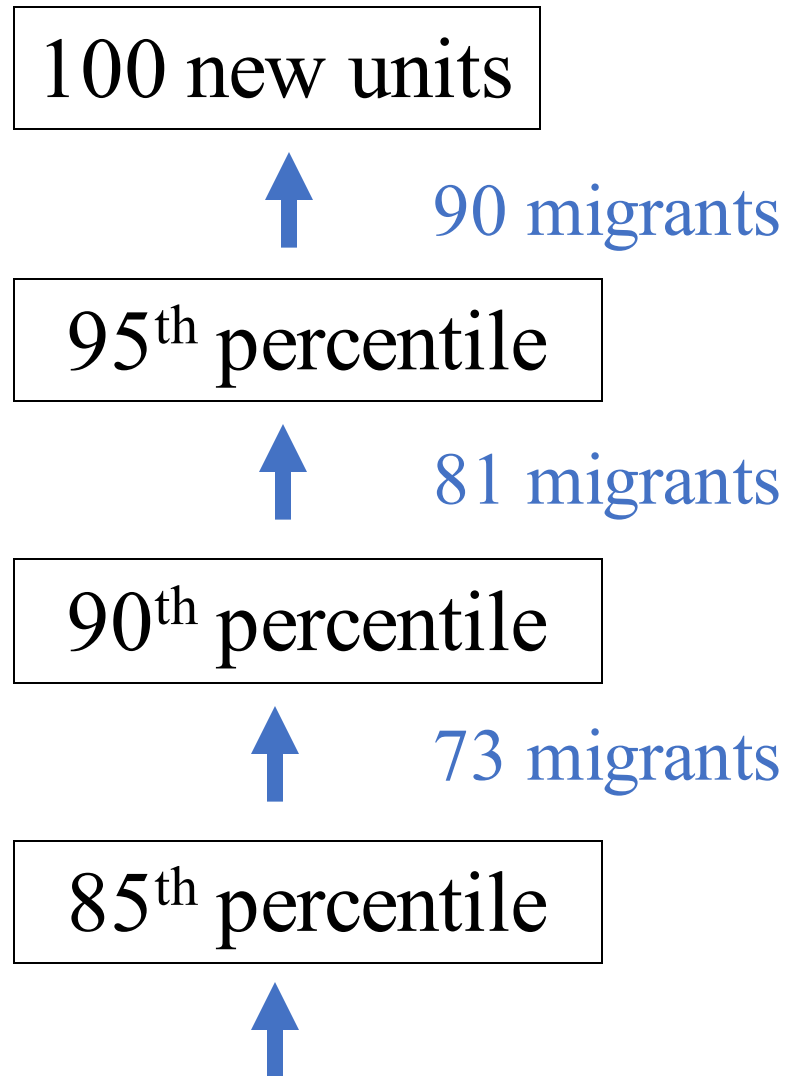 100 new units
90 migrants
95th percentile
81 migrants
90th percentile
73 migrants
85th percentile